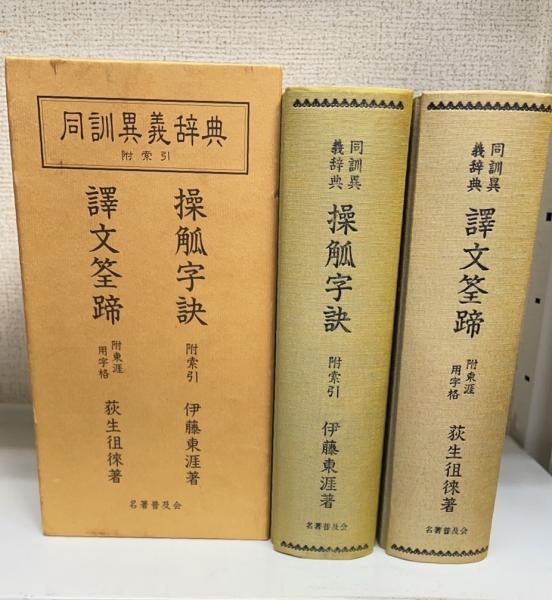 同訓異義辞典
附索引
操觚字訣
附索引
伊藤東涯著
譯文筌蹄
附東涯
用字格
荻生徂徠著
名著普及会
同訓異
義辞典
操觚字訣
附索引
伊藤東涯著
名著普及会
同訓異
義辞典
譯文筌蹄
附東涯
用字格
荻生徂徠著
名著普及会